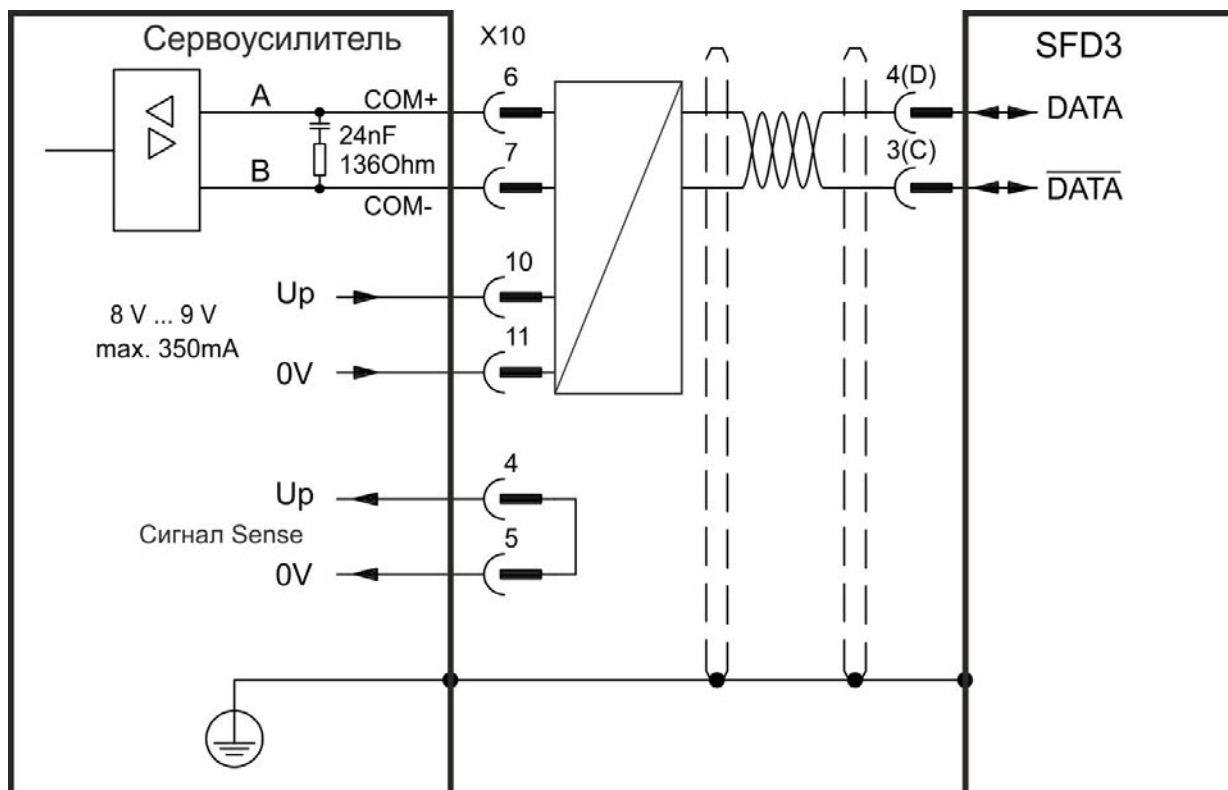 Сервоусилитель
X10
SFD3
6
4(D)
A
COM+
DATA
24nF
136Ohm
7
3(C)
B
COM-
DATA
10
Up
8 V ... 9 V
max. 350mA
11
0V
4
Up
Сигнал Sense
5
0V